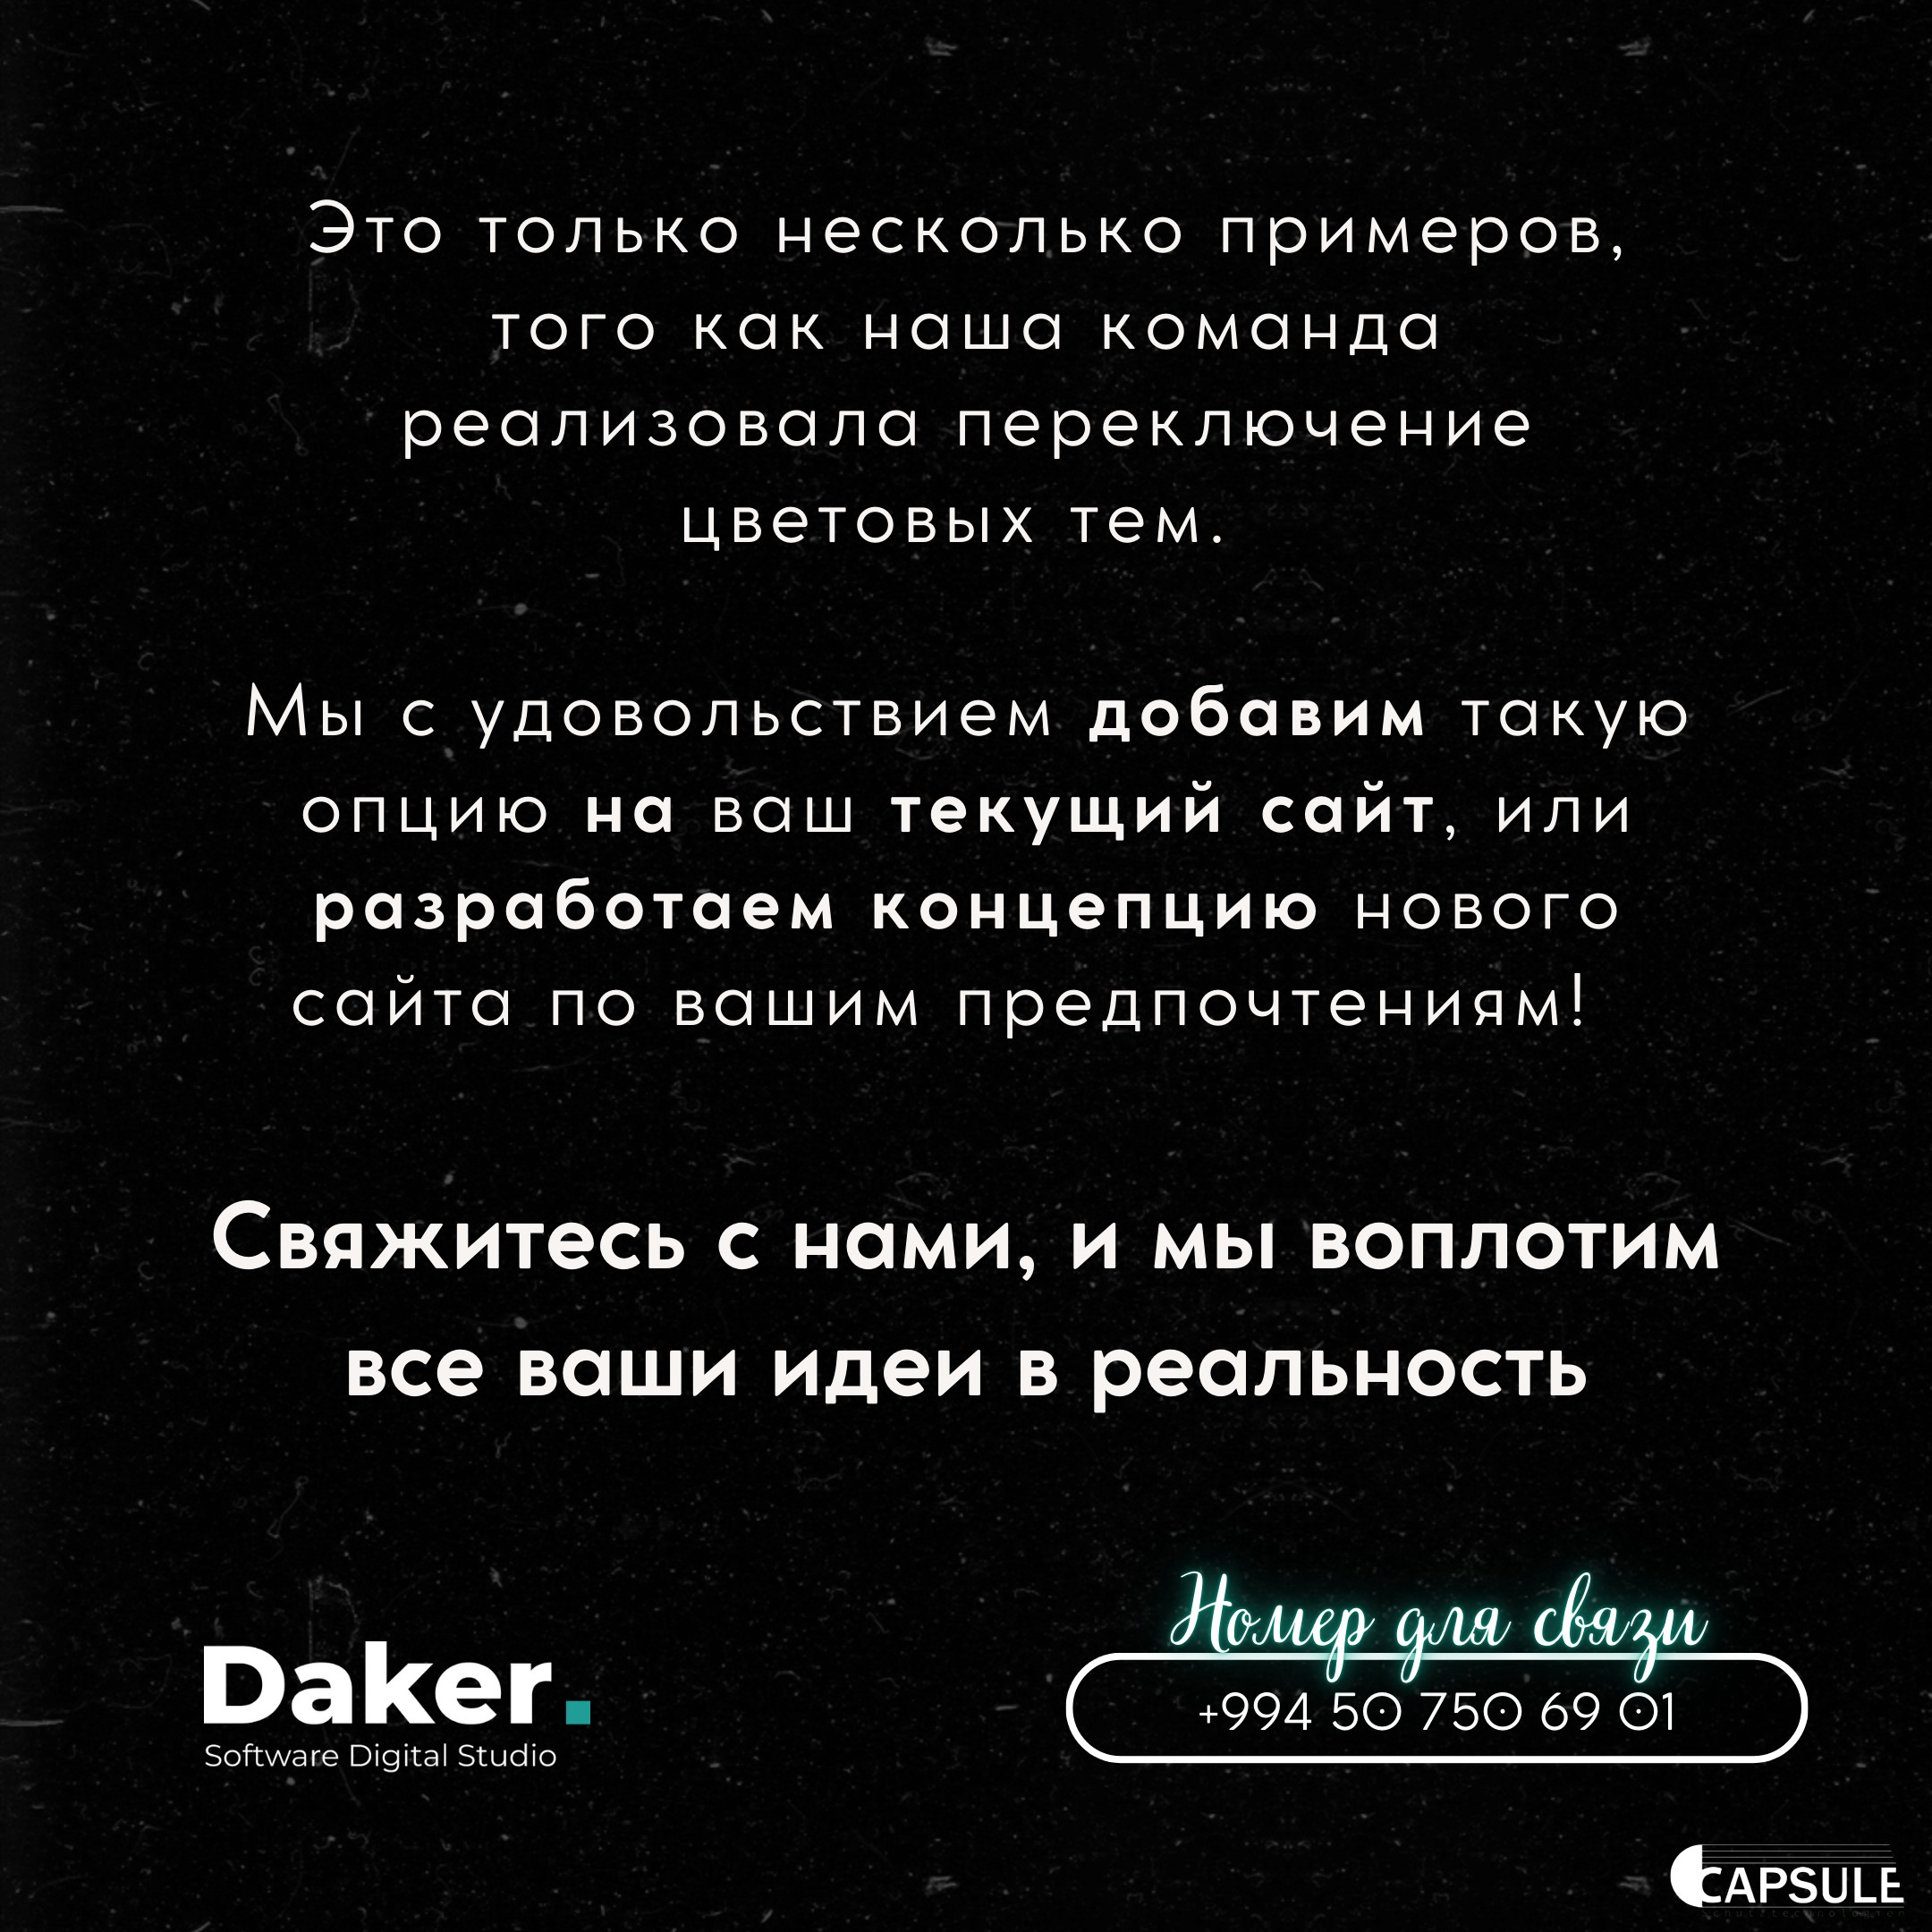 Это только несколько примеров,
того как наша команда
реализовала переключение
цветовых тем.
Мы с удовольствием добавим такую
опцию на ваш текущий сайт, или
разработаем концепцию нового
сайта по вашим предпочтениям!
Свяжитесь с нами, и мы воплотим
все ваши идеи в реальность
Daker.
Software Digital Studio
Номер для связи
+994 50 750 69 01
CAPSULE